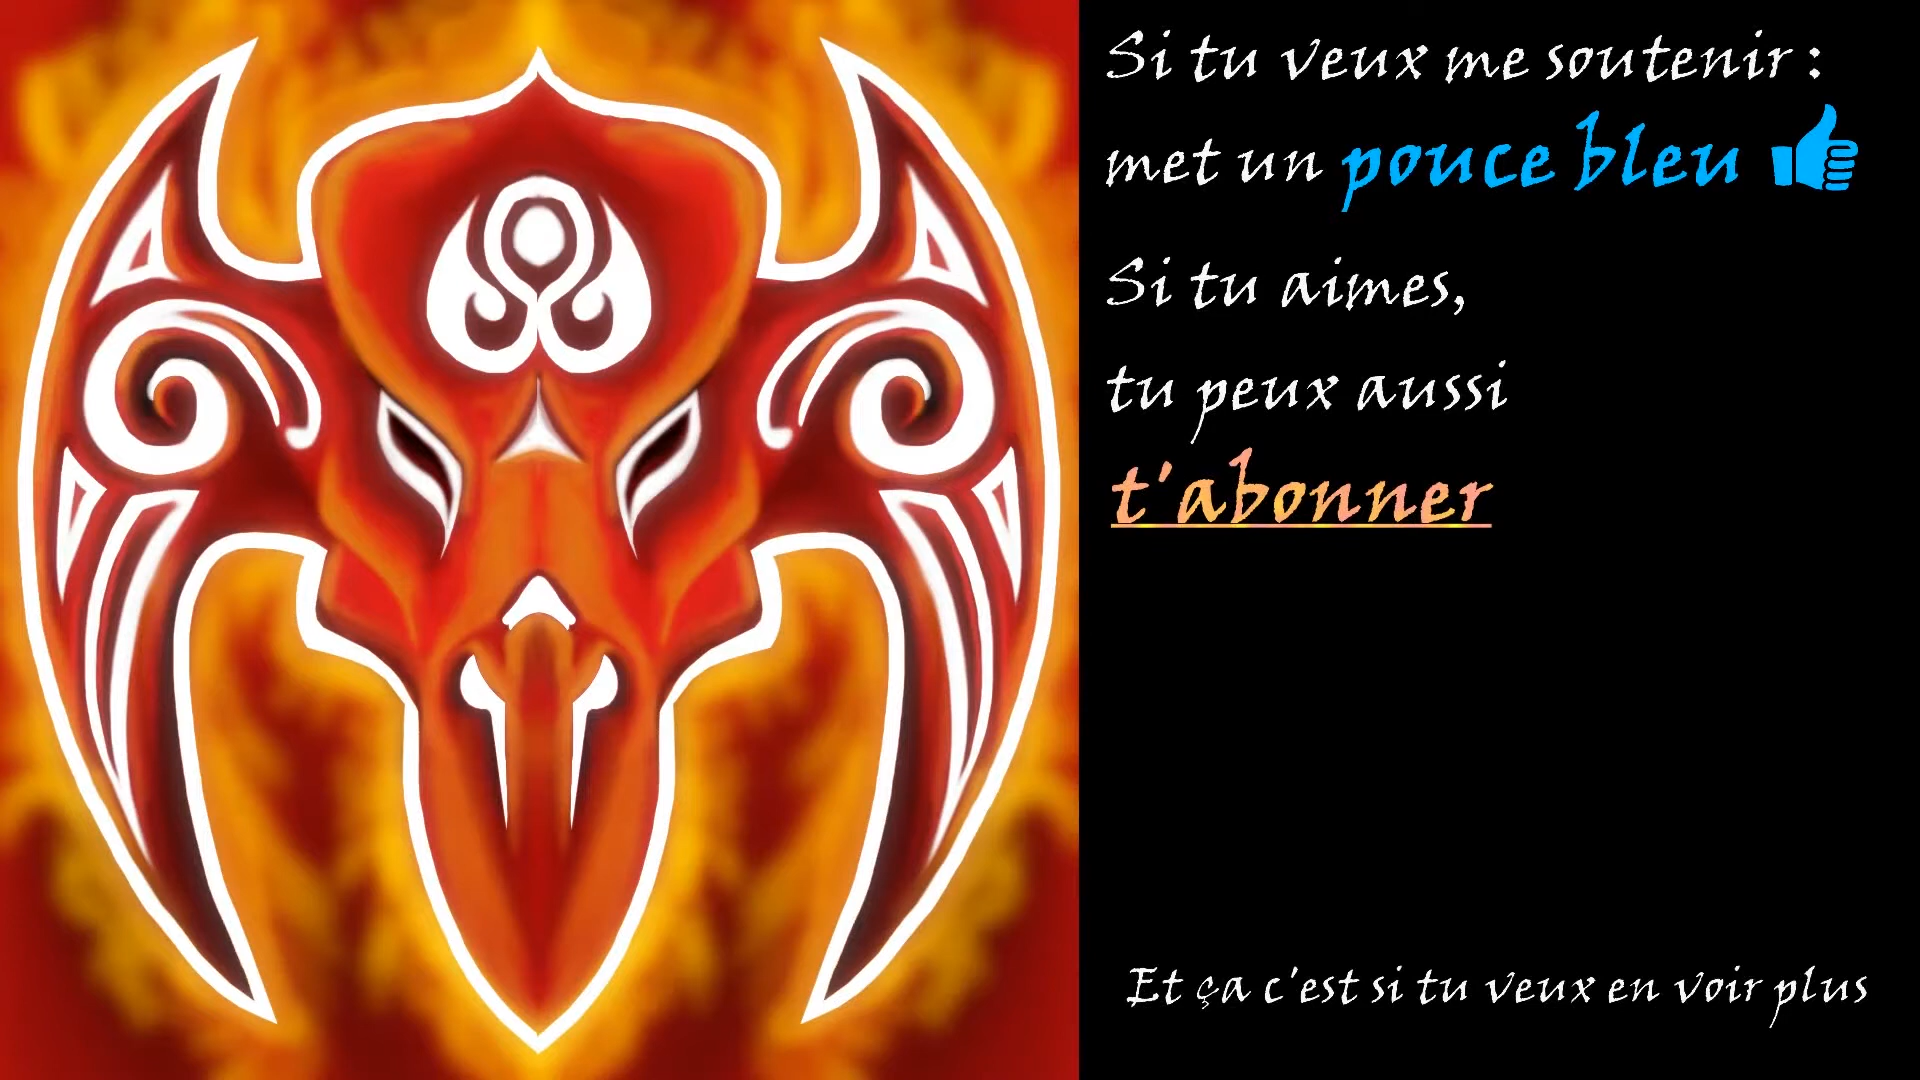 Si tu veux me soutenir :
met un pouce bleu
Si tu aimes,
tu peux aussi
t'abonner
Et ça c'est si tu veux en voir plus